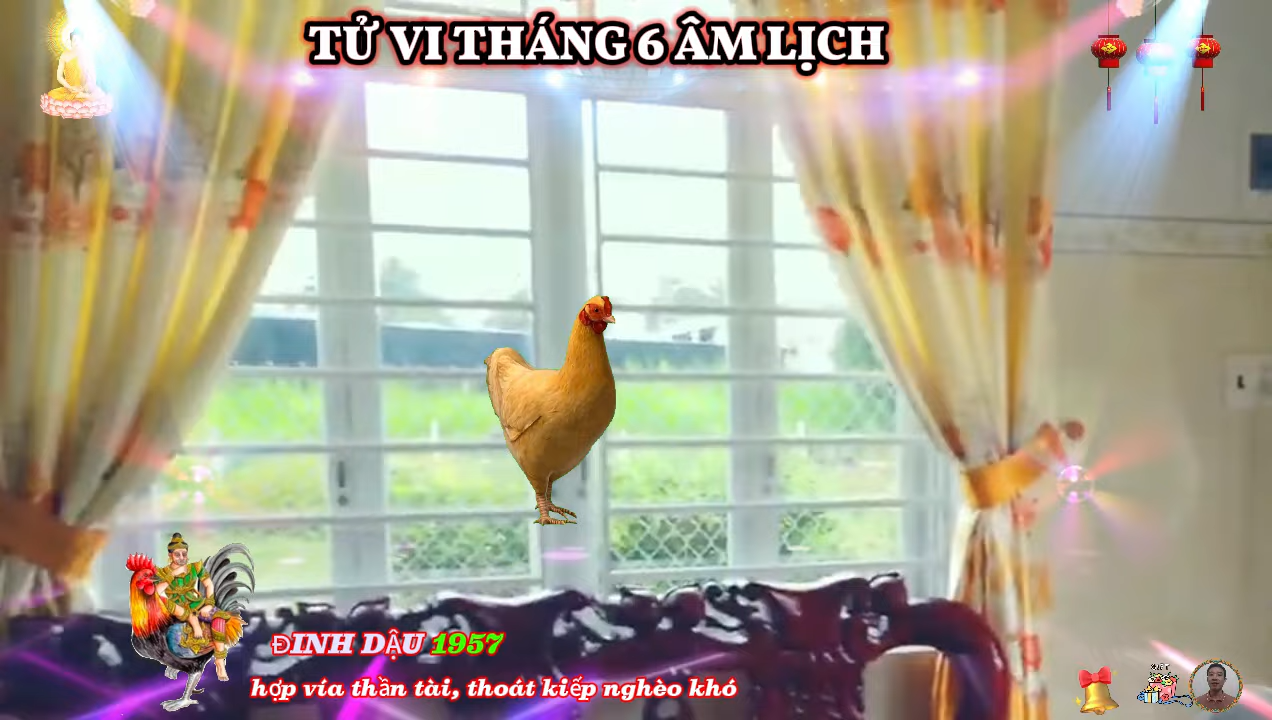 TỬ VI THÁNG 6 ÂM LỊCH
ĐINH DẬU 1957
hợp vía thần tài, thoát kiếp nghèo khó